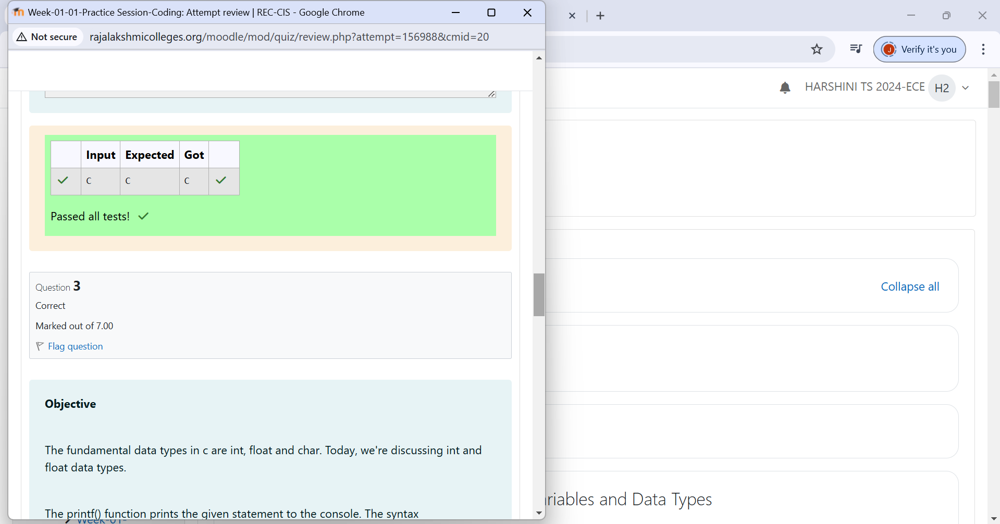 Week-01-01-Practice Session-Coding: Attempt review | REC-CIS - Google Chrome
Not secure
rajalakshmicolleges.org/moodle/mod/quiz/review.php?attempt=156988&cmid=20
Verify it's you
J
HARSHINI TS 2024-ECE
H2
Input Expected Got
C C C
Passed all tests!
Question 3
Correct
Marked out of 7.00
Flag question
Collapse all
Objective
The fundamental data types in c are int, float and char. Today, we're discussing int and
float data types.
riables and Data Types
The printf() function prints the given statement to the console. The syntax
Week-01-